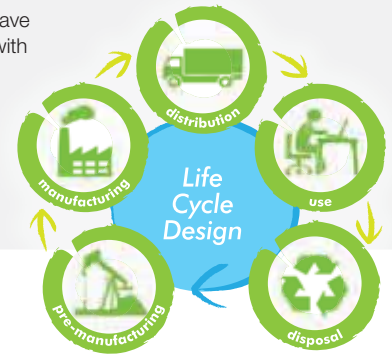 ave
with
distribution
manufacturing
use
Life
Cycle
Design
pre-manufacturing
disposal